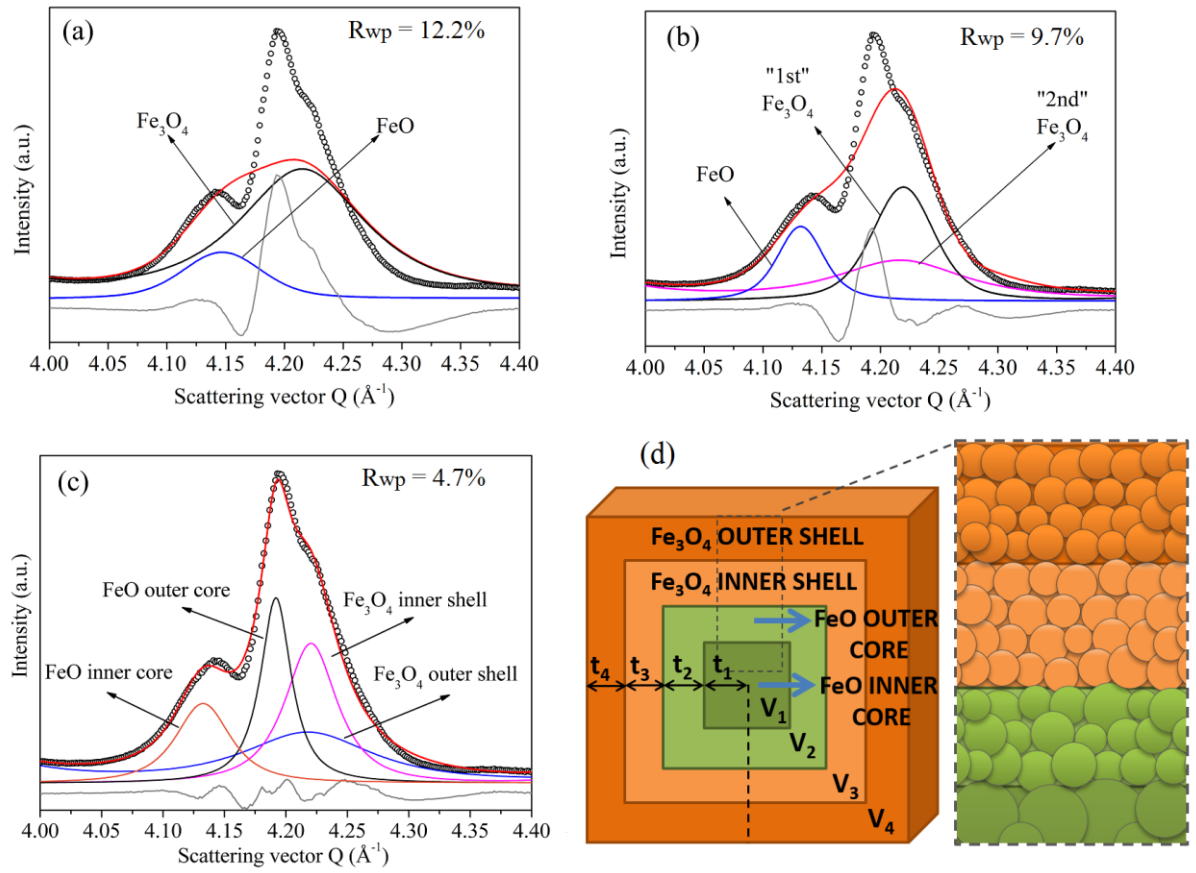 (a)
Rwp = 12.2%
Fe₃O₄
FeO
Intensity (a.u.)
4.00 4.05 4.10 4.15 4.20 4.25 4.30 4.35 4.40
Scattering vector Q (Å⁻¹)
(b)
Rwp = 9.7%
"1st"
Fe₃O₄
"2nd"
Fe₃O₄
FeO
Intensity (a.u.)
4.00 4.05 4.10 4.15 4.20 4.25 4.30 4.35 4.40
Scattering vector Q (Å⁻¹)
(c)
Rwp = 4.7%
FeO outer core
Fe₃O₄ inner shell
FeO inner core
Fe₃O₄ outer shell
Intensity (a.u.)
4.00 4.05 4.10 4.15 4.20 4.25 4.30 4.35 4.40
Scattering vector Q (Å⁻¹)
(d)
Fe₃O₄ OUTER SHELL
Fe₃O₄ INNER SHELL
FeO OUTER
CORE
t₄ t₃ t₂ t₁
FeO INNER
CORE
V₁
V₂
V₃
V₄